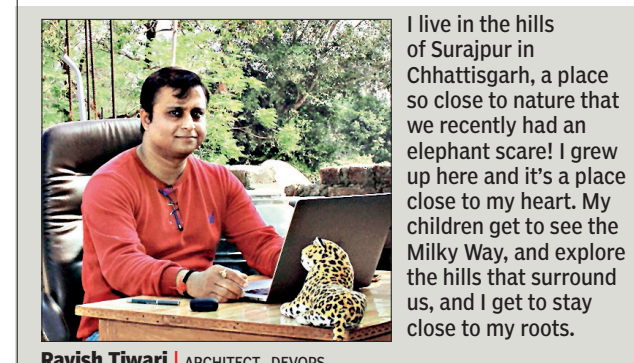 I live in the hills
of Surajpur in
Chhattisgarh, a place
so close to nature that
we recently had an
elephant scare! I grew
up here and it's a place
close to my heart. My
children get to see the
Milky Way, and explore
the hills that surround
us, and I get to stay
close to my roots.
Ravish Tiwari | ARCHITECT, DEVOPS